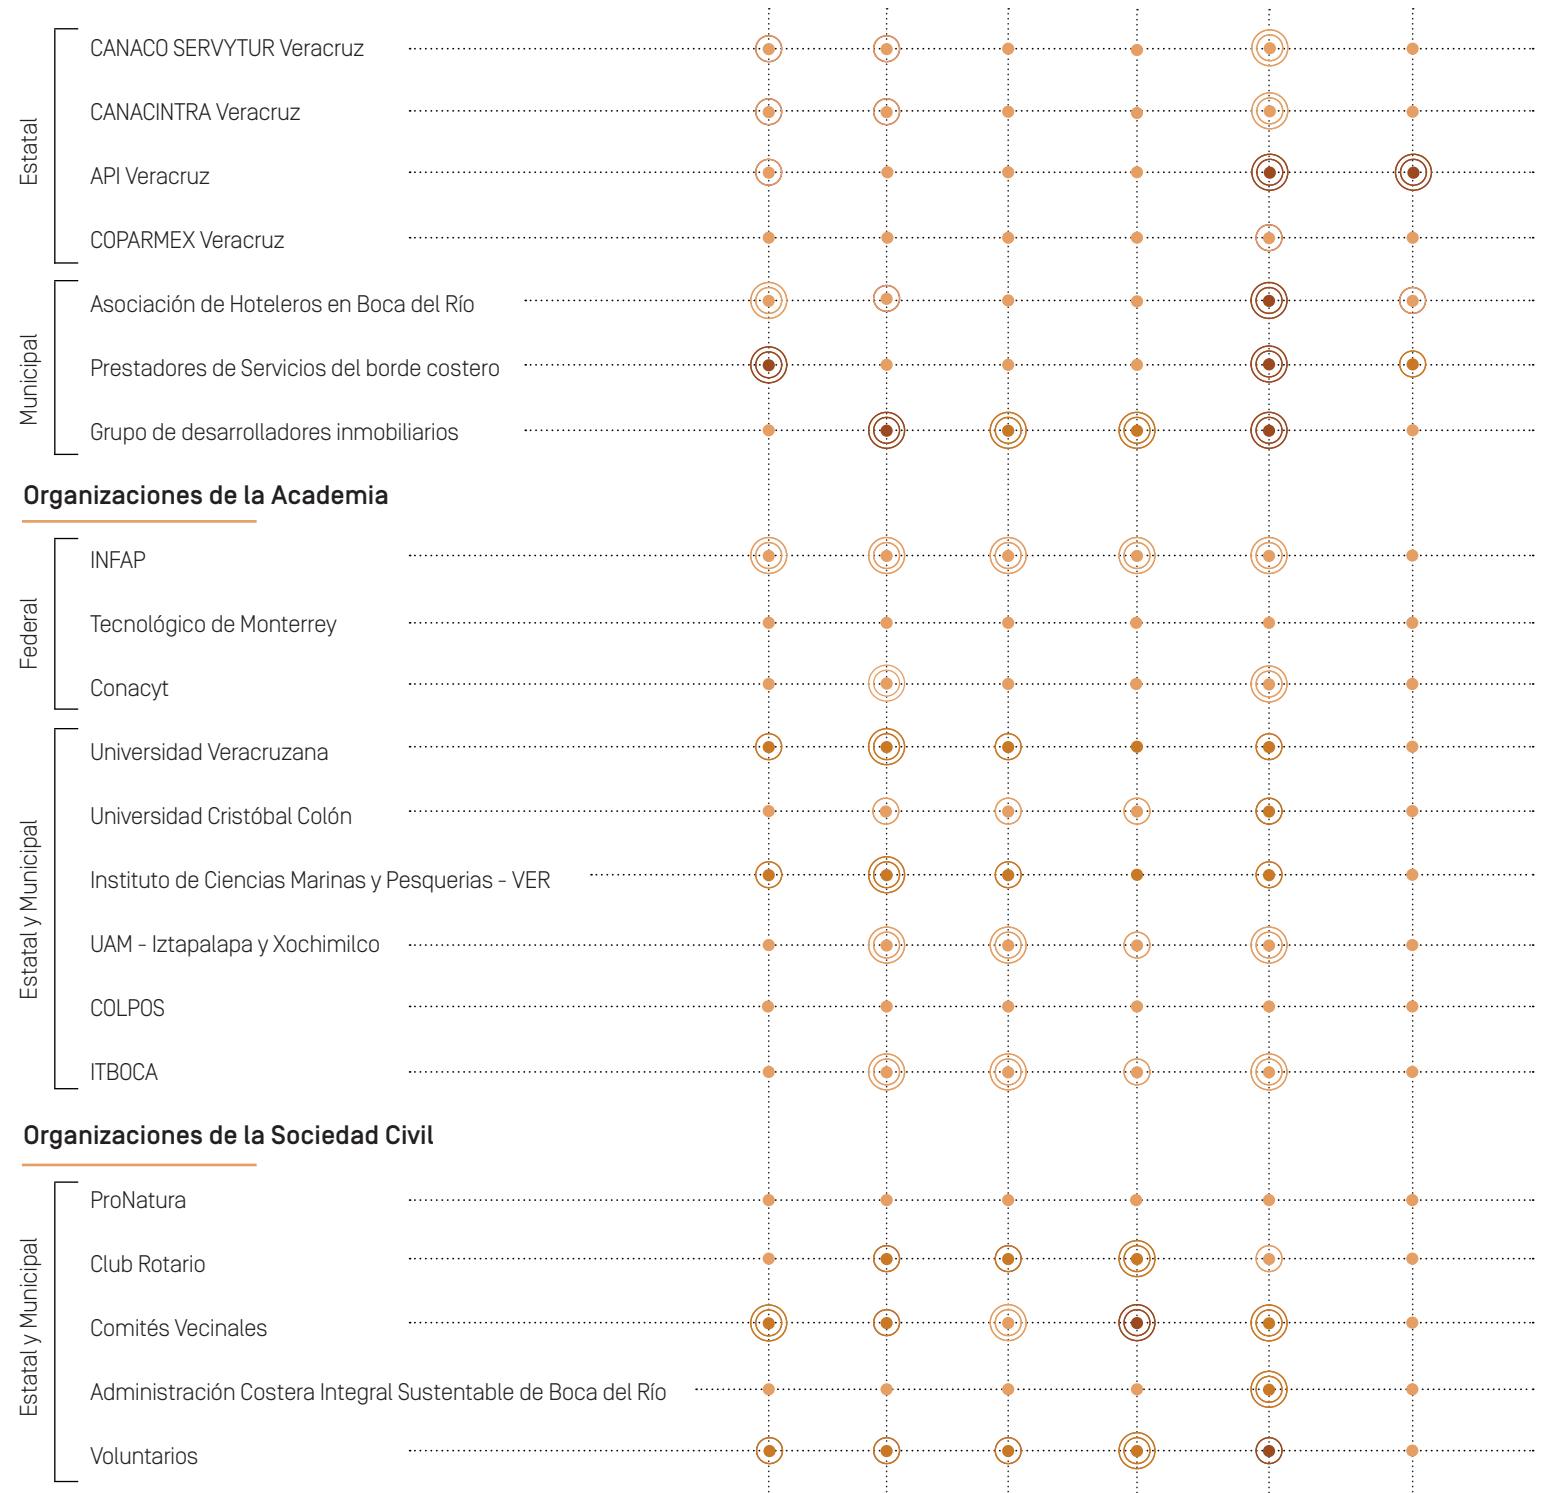 Estatal
CANACO SERVYTUR Veracruz
CANACINTRA Veracruz
API Veracruz
COPARMEX Veracruz
Municipal
Asociación de Hoteleros en Boca del Río
Prestadores de Servicios del borde costero
Grupo de desarrolladores inmobiliarios
Organizaciones de la Academia
Federal
INFAP
Tecnológico de Monterrey
Conacyt
Estatal y Municipal
Universidad Veracruzana
Universidad Cristóbal Colón
Instituto de Ciencias Marinas y Pesquerias - VER
UAM - Iztapalapa y Xochimilco
COLPOS
ITBOCA
Organizaciones de la Sociedad Civil
Estatal y Municipal
ProNatura
Club Rotario
Comités Vecinales
Administración Costera Integral Sustentable de Boca del Río
Voluntarios